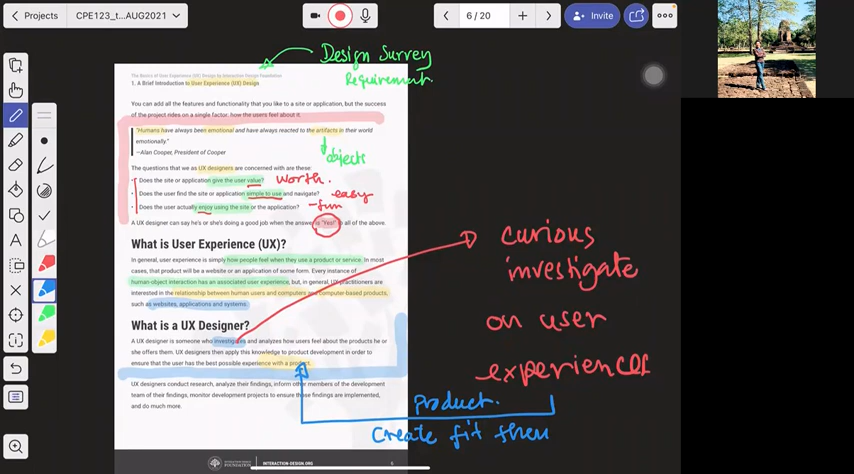 Projects
CPE123_t...AUG2021
6 / 20
Invite
Design Survey
Requirement.
The Basics of User Experience (UX) Design by Interaction Design Foundation
1. A Brief Introduction to User Experience (UX) Design
You can add all the features and functionality that you like to a site or application, but the success
of the project rides on a single factor: how the users feel about it.
"Humans have always been emotional and have always reacted to the artifacts in their world
emotionally."
—Alan Cooper, President of Cooper
objects
The questions that we as UX designers are concerned with are these:
• Does the site or application give the user value?
worth.
• Does the user find the site or application simple to use and navigate?
easy
• Does the user actually enjoy using the site or the application?
-fun
A UX designer can say he's or she's doing a good job when the answer is "Yes!" to all of the above.
What is User Experience (UX)?
In general, user experience is simply how people feel when they use a product or service. In most
cases, that product will be a website or an application of some form. Every instance of
human-object interaction has an associated user experience, but, in general, UX practitioners are
interested in the relationship between human users and computers and computer-based products,
such as websites, applications and systems.
What is a UX Designer?
A UX designer is someone who investigates and analyzes how users feel about the products he or
she offers them. UX designers then apply this knowledge to product development in order to
ensure that the user has the best possible experience with a product.
UX designers conduct research, analyze their findings, inform other members of the development
team of their findings, monitor development projects to ensure those findings are implemented,
and do much more.
curious
investigate
on user
experiences
Product.
Create fit them
INTERACTION DESIGN
FOUNDATION
INTERACTION-DESIGN.ORG
6